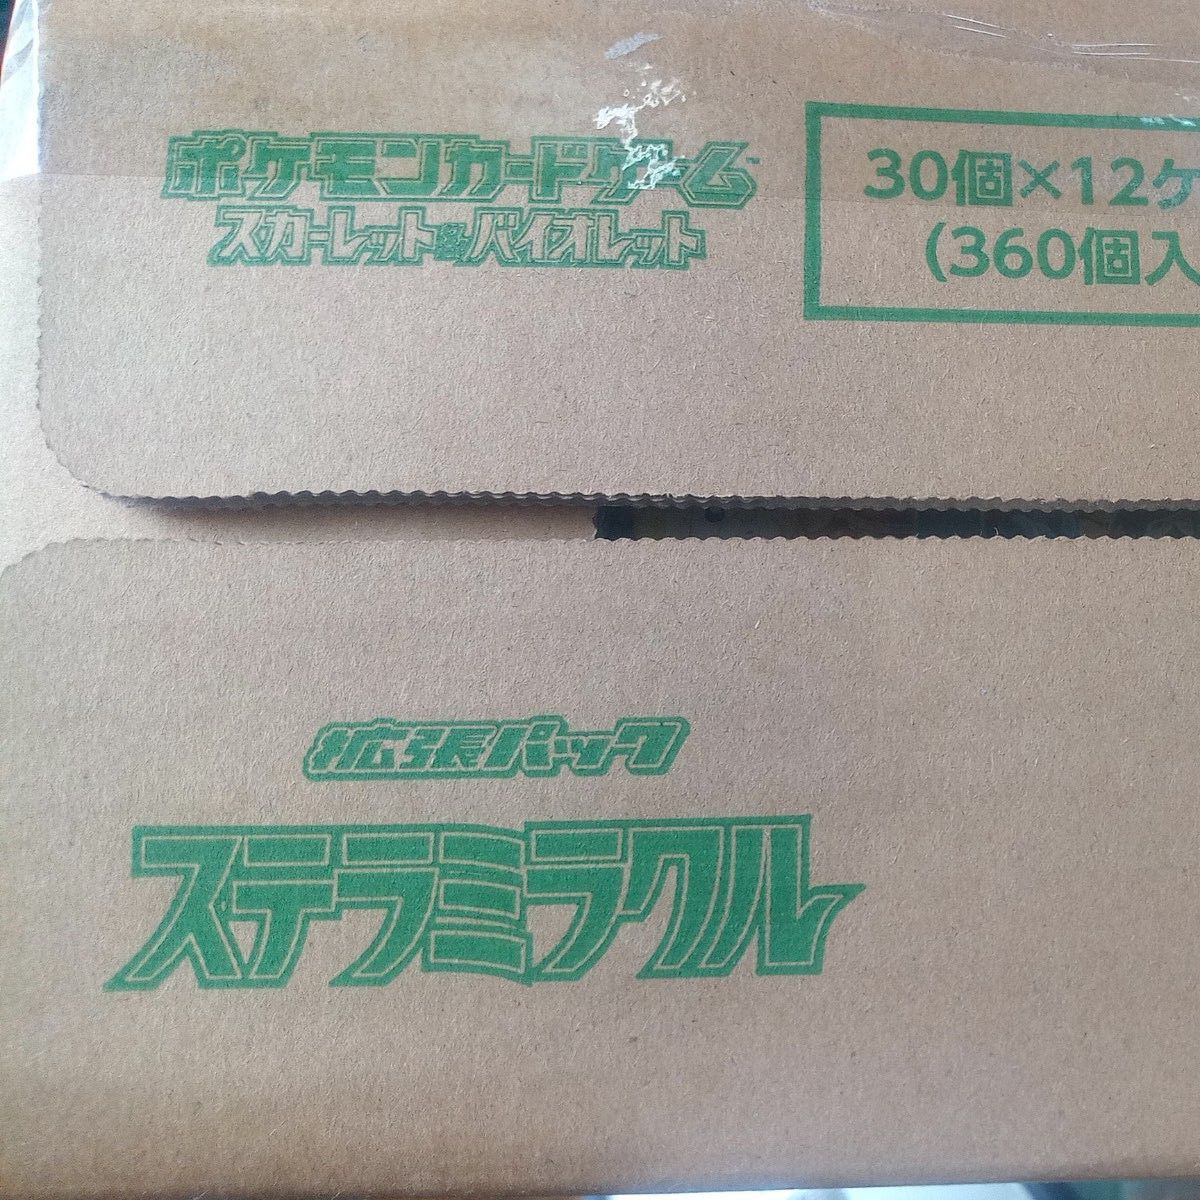 ポケモンカードゲーム
スカーレット&バイオレット
30個×12ケ
(360個入
拡張パック
ステラミラクル